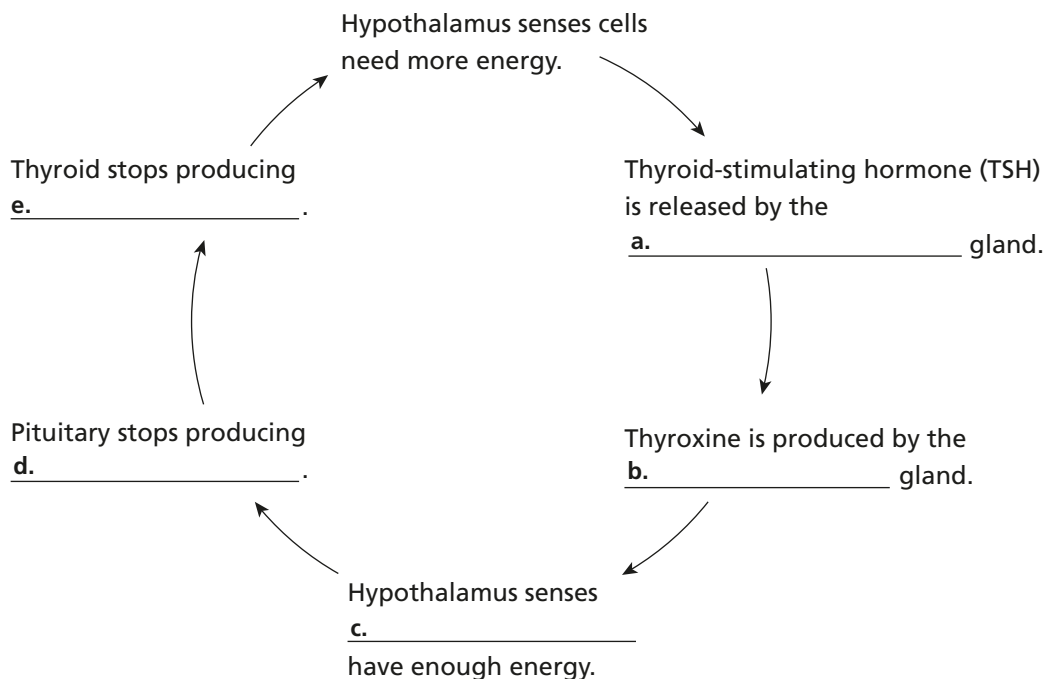 Hypothalamus senses cells
need more energy.
Thyroid-stimulating hormone (TSH)
is released by the
a. gland.
Thyroxine is produced by the
b. gland.
Hypothalamus senses
c.
have enough energy.
Pituitary stops producing
d. .
Thyroid stops producing
e. .